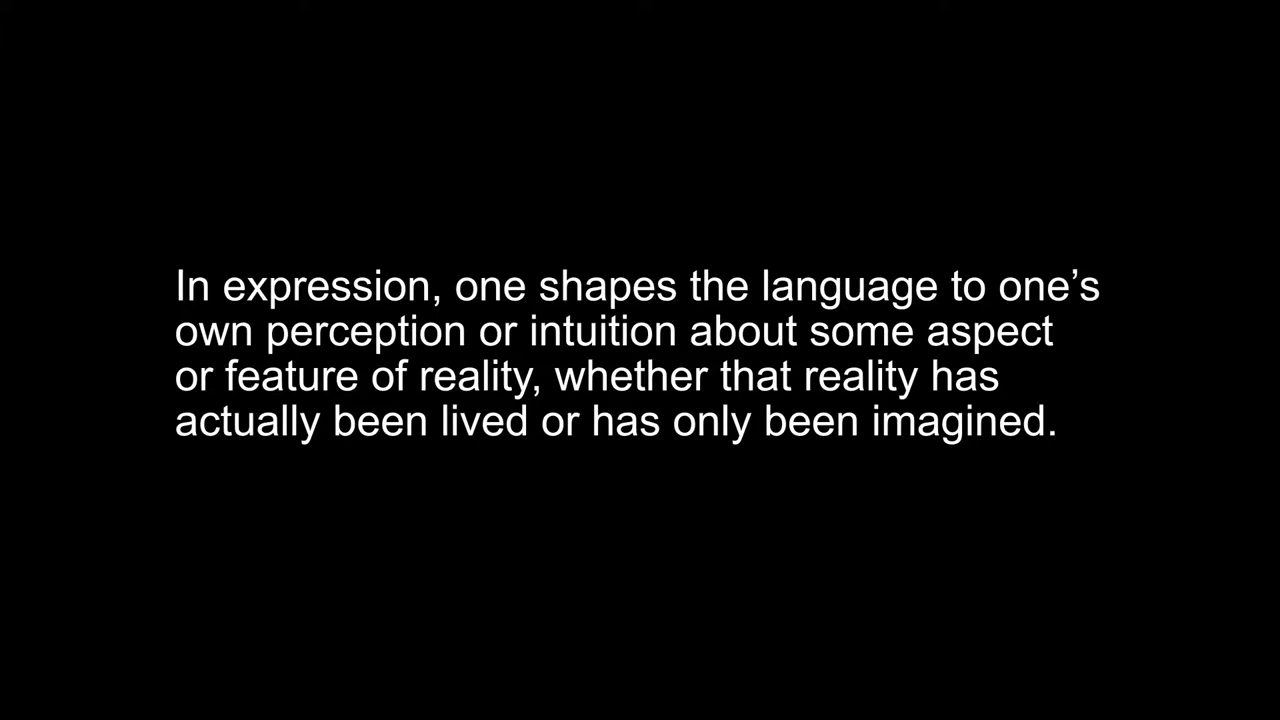 In expression, one shapes the language to one’s
own perception or intuition about some aspect
or feature of reality, whether that reality has
actually been lived or has only been imagined.